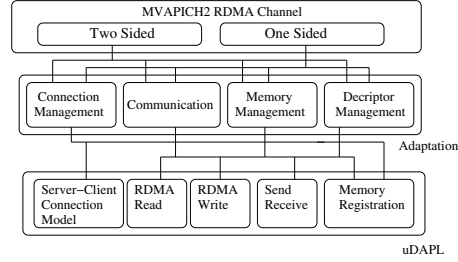 MVAPICH2 RDMA Channel
Two Sided
One Sided
Connection
Management
Communication
Memory
Management
Decriptor
Management
Adaptation
Server−Client
Connection
Model
RDMA
Read
RDMA
Write
Send
Receive
Memory
Registration
uDAPL